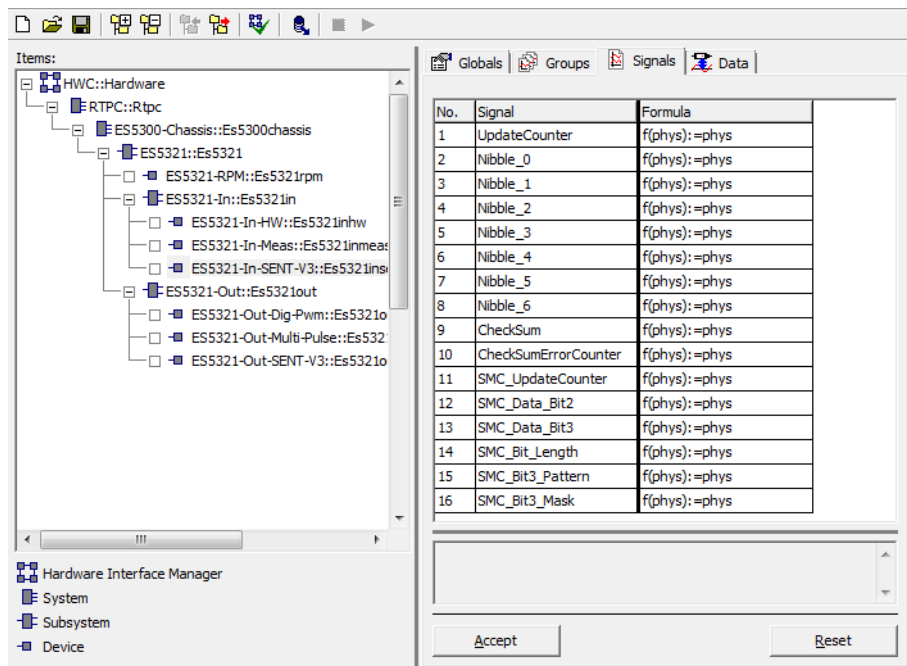 Items:
HWC::Hardware
RTPC::Rtpc
ES5300-Chassis::Es5300chassis
ES5321::Es5321
ES5321-RPM::Es5321rpm
ES5321-In::Es5321in
ES5321-In-HW::Es5321inhw
ES5321-In-Meas::Es5321inmeas
ES5321-In-SENT-V3::Es5321inse
ES5321-Out::Es5321out
ES5321-Out-Dig-Pwm::Es5321o
ES5321-Out-Multi-Pulse::Es532
ES5321-Out-SENT-V3::Es5321o
Hardware Interface Manager
System
Subsystem
Device
Globals Groups Signals Data
No. Signal Formula
1 UpdateCounter f(phys):=phys
2 Nibble_0 f(phys):=phys
3 Nibble_1 f(phys):=phys
4 Nibble_2 f(phys):=phys
5 Nibble_3 f(phys):=phys
6 Nibble_4 f(phys):=phys
7 Nibble_5 f(phys):=phys
8 Nibble_6 f(phys):=phys
9 CheckSum f(phys):=phys
10 CheckSumErrorCounter f(phys):=phys
11 SMC_UpdateCounter f(phys):=phys
12 SMC_Data_Bit2 f(phys):=phys
13 SMC_Data_Bit3 f(phys):=phys
14 SMC_Bit_Length f(phys):=phys
15 SMC_Bit3_Pattern f(phys):=phys
16 SMC_Bit3_Mask f(phys):=phys
Accept Reset